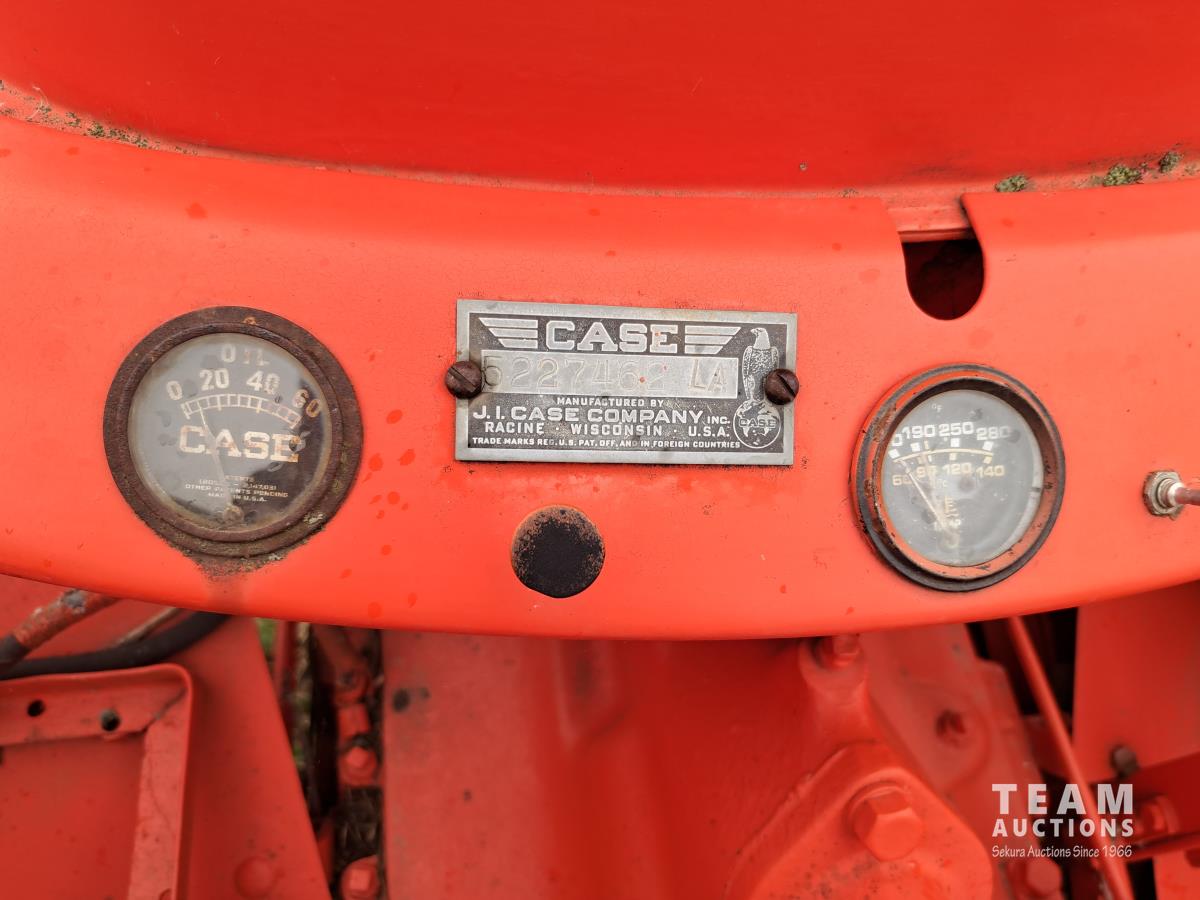 OIL
0 20 40 60
CASE
OTHER PATENTS PENDING
MADE IN U.S.A.
CASE
5227462 LA
MANUFACTURED BY
J. I. CASE COMPANY, INC.
RACINE • WISCONSIN • U.S.A.
TRADE MARKS REG. U.S. PAT. OFF. AND IN FOREIGN COUNTRIES
CASE
°F
190 250 280
120 140
TEAM
AUCTIONS
Sekura Auctions Since 1966